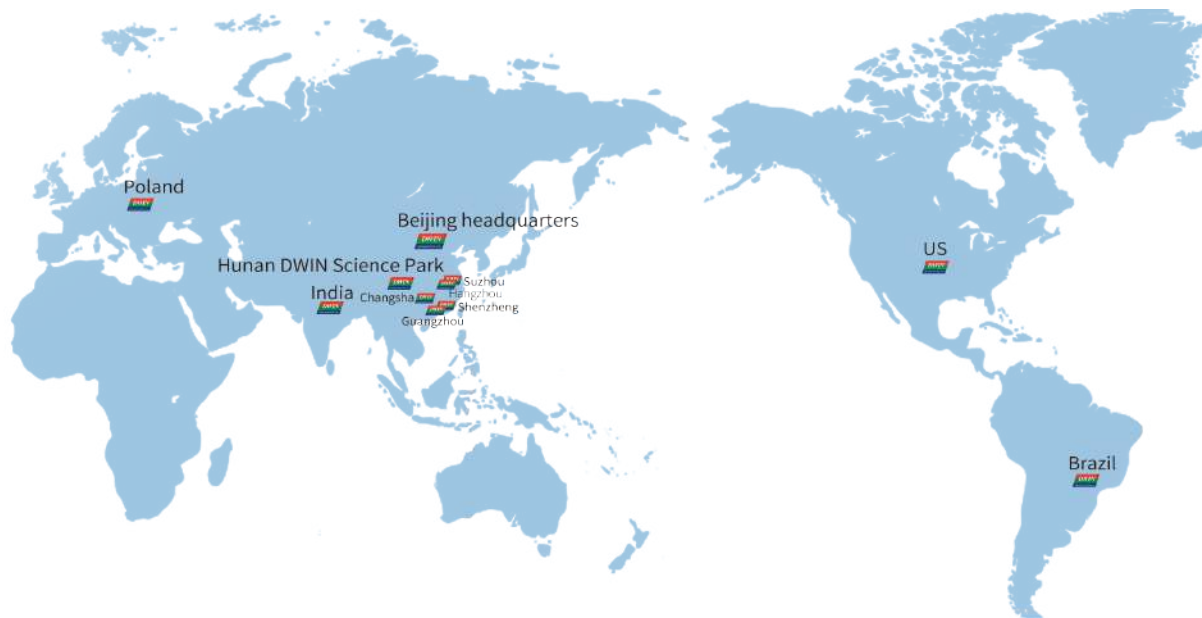 Poland
Beijing headquarters
US
Hunan DWIN Science Park
Suzhou
India
Hangzhou
Changsha
Shenzheng
Guangzhou
Brazil